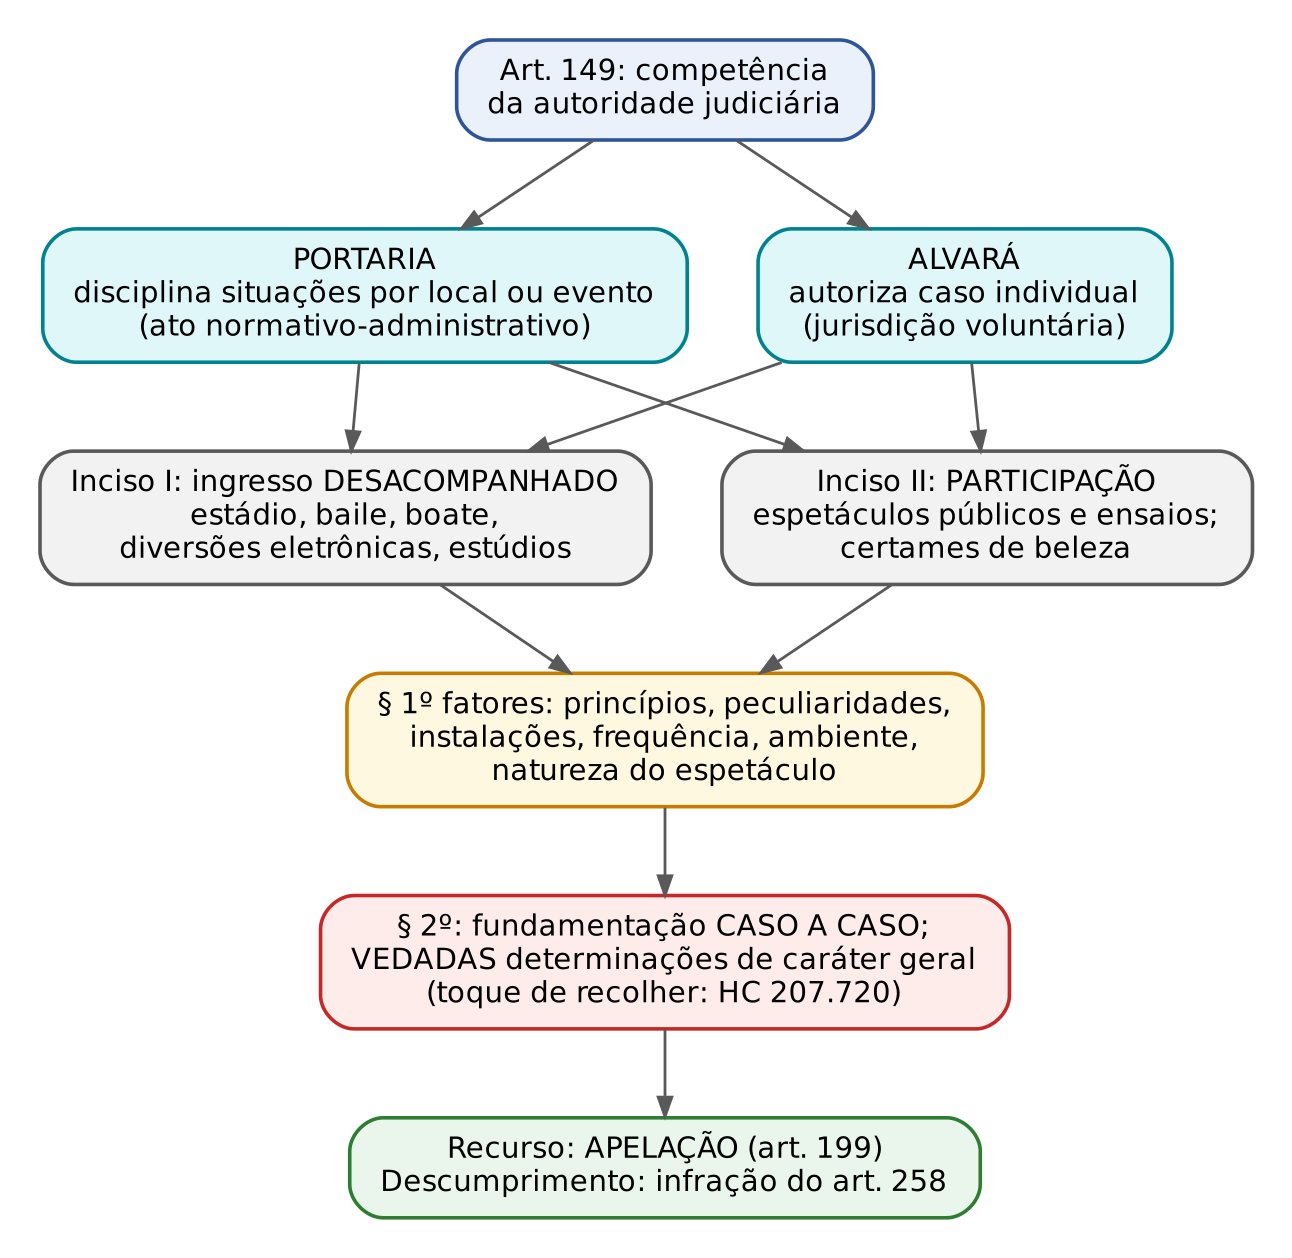 Art. 149: competência
da autoridade judiciária
PORTARIA
disciplina situações por local ou evento
(ato normativo-administrativo)
ALVARÁ
autoriza caso individual
(jurisdição voluntária)
Inciso I: ingresso DESACOMPANHADO
estádio, baile, boate,
diversões eletrônicas, estúdios
Inciso II: PARTICIPAÇÃO
espetáculos públicos e ensaios;
certames de beleza
§ 1º fatores: princípios, peculiaridades,
instalações, frequência, ambiente,
natureza do espetáculo
§ 2º: fundamentação CASO A CASO;
VEDADAS determinações de caráter geral
(toque de recolher: HC 207.720)
Recurso: APELAÇÃO (art. 199)
Descumprimento: infração do art. 258